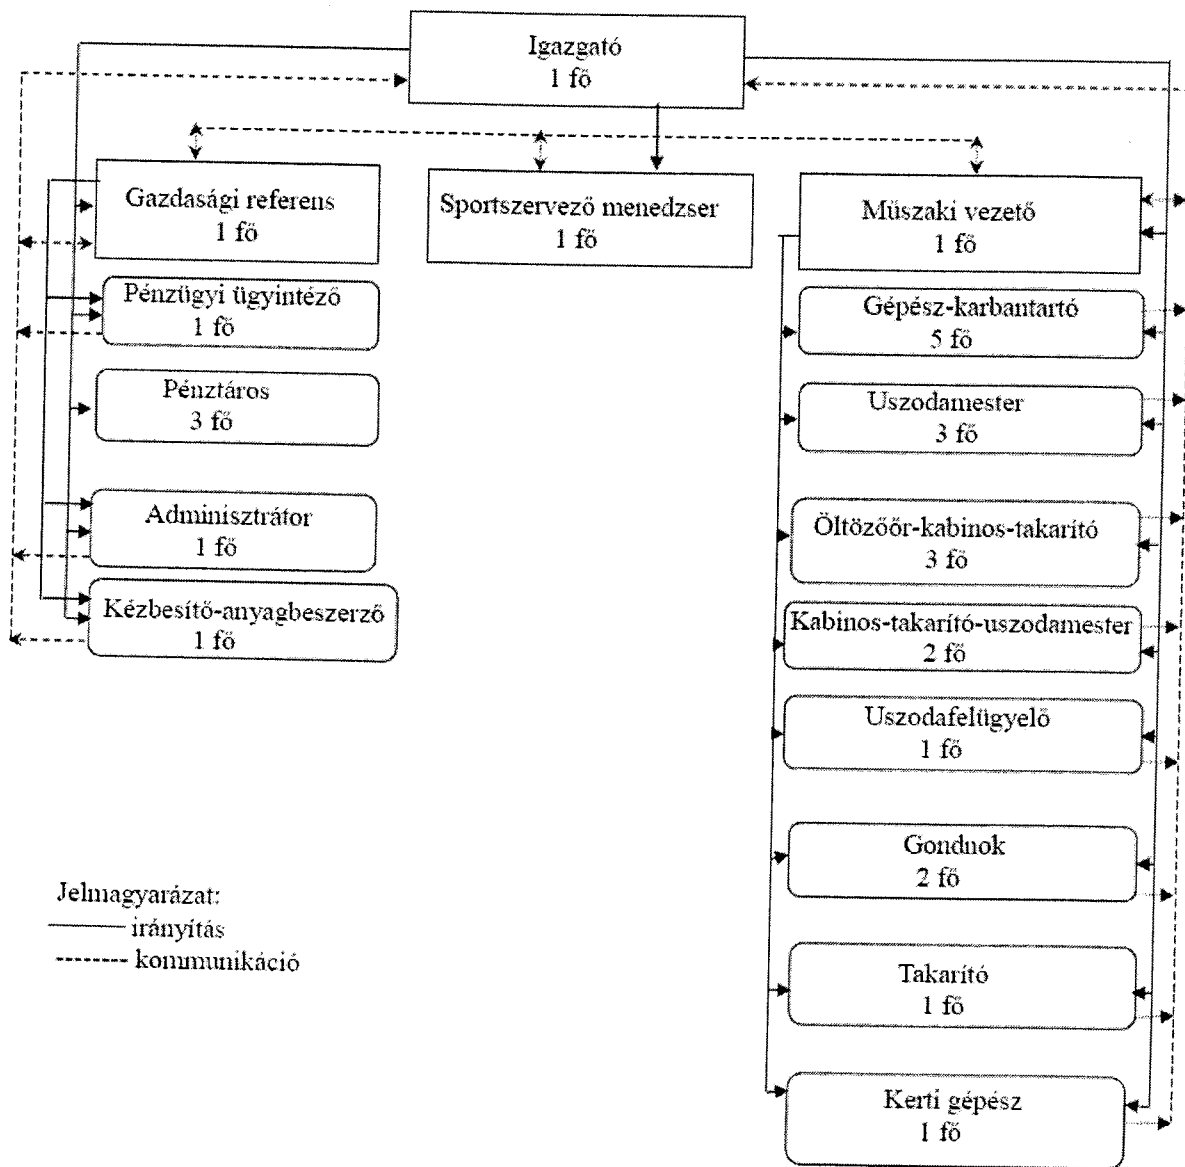 Igazgató
1 fő
Gazdasági referens
1 fő
Sportszervező menedzser
1 fő
Műszaki vezető
1 fő
Pénzügyi ügyintéző
1 fő
Pénztáros
3 fő
Adminisztrátor
1 fő
Kézbesítő-anyagbeszerző
1 fő
Gépész-karbantartó
5 fő
Uszodamester
3 fő
Öltözőőr-kabinos-takarító
3 fő
Kabinos-takarító-uszodamester
2 fő
Uszodafelügyelő
1 fő
Gondnok
2 fő
Takarító
1 fő
Kerti gépész
1 fő
Jelmagyarázat:
irányítás
kommunikáció